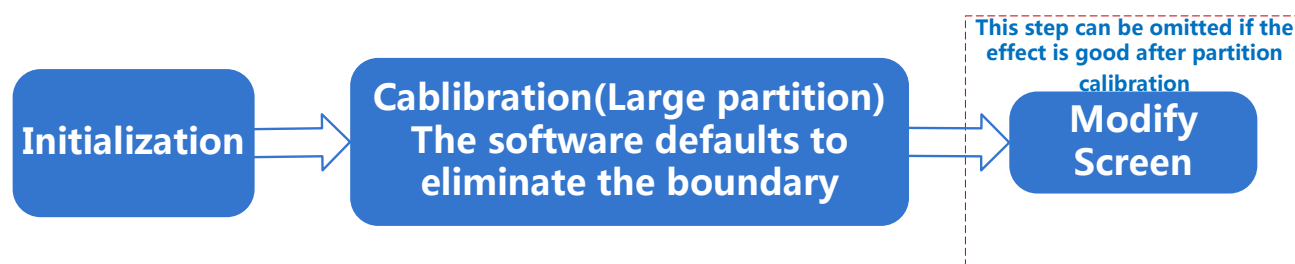 Initialization
Cablibration(Large partition)
The software defaults to
eliminate the boundary
This step can be omitted if the
effect is good after partition
calibration
Modify
Screen